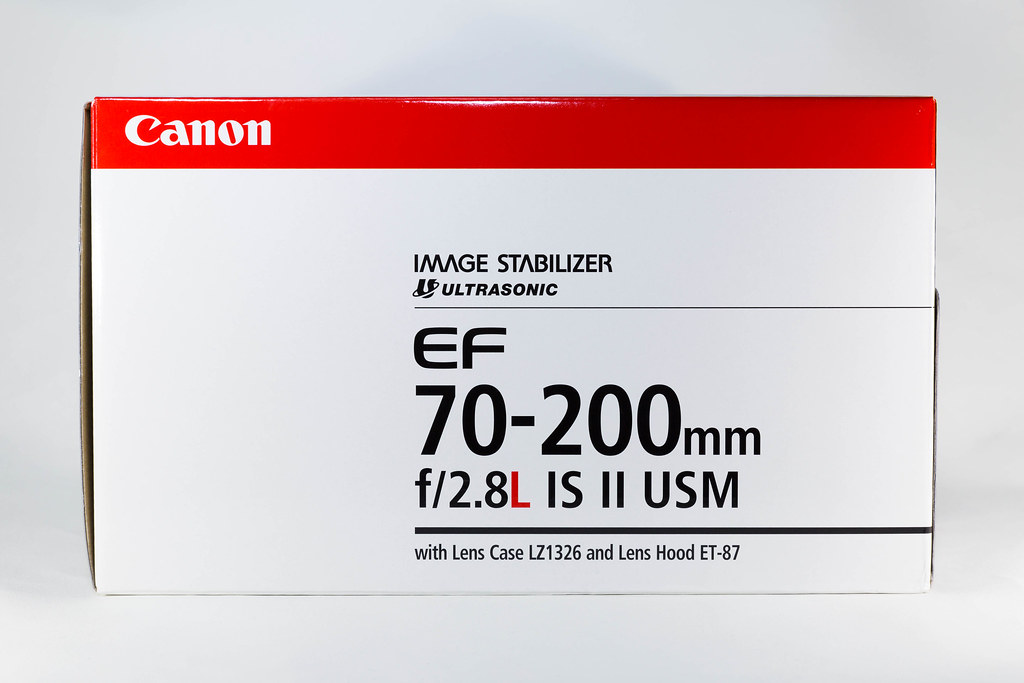 Canon
IMAGE STABILIZER
ULTRASONIC
EF
70-200mm
f/2.8L IS II USM
with Lens Case LZ1326 and Lens Hood ET-87